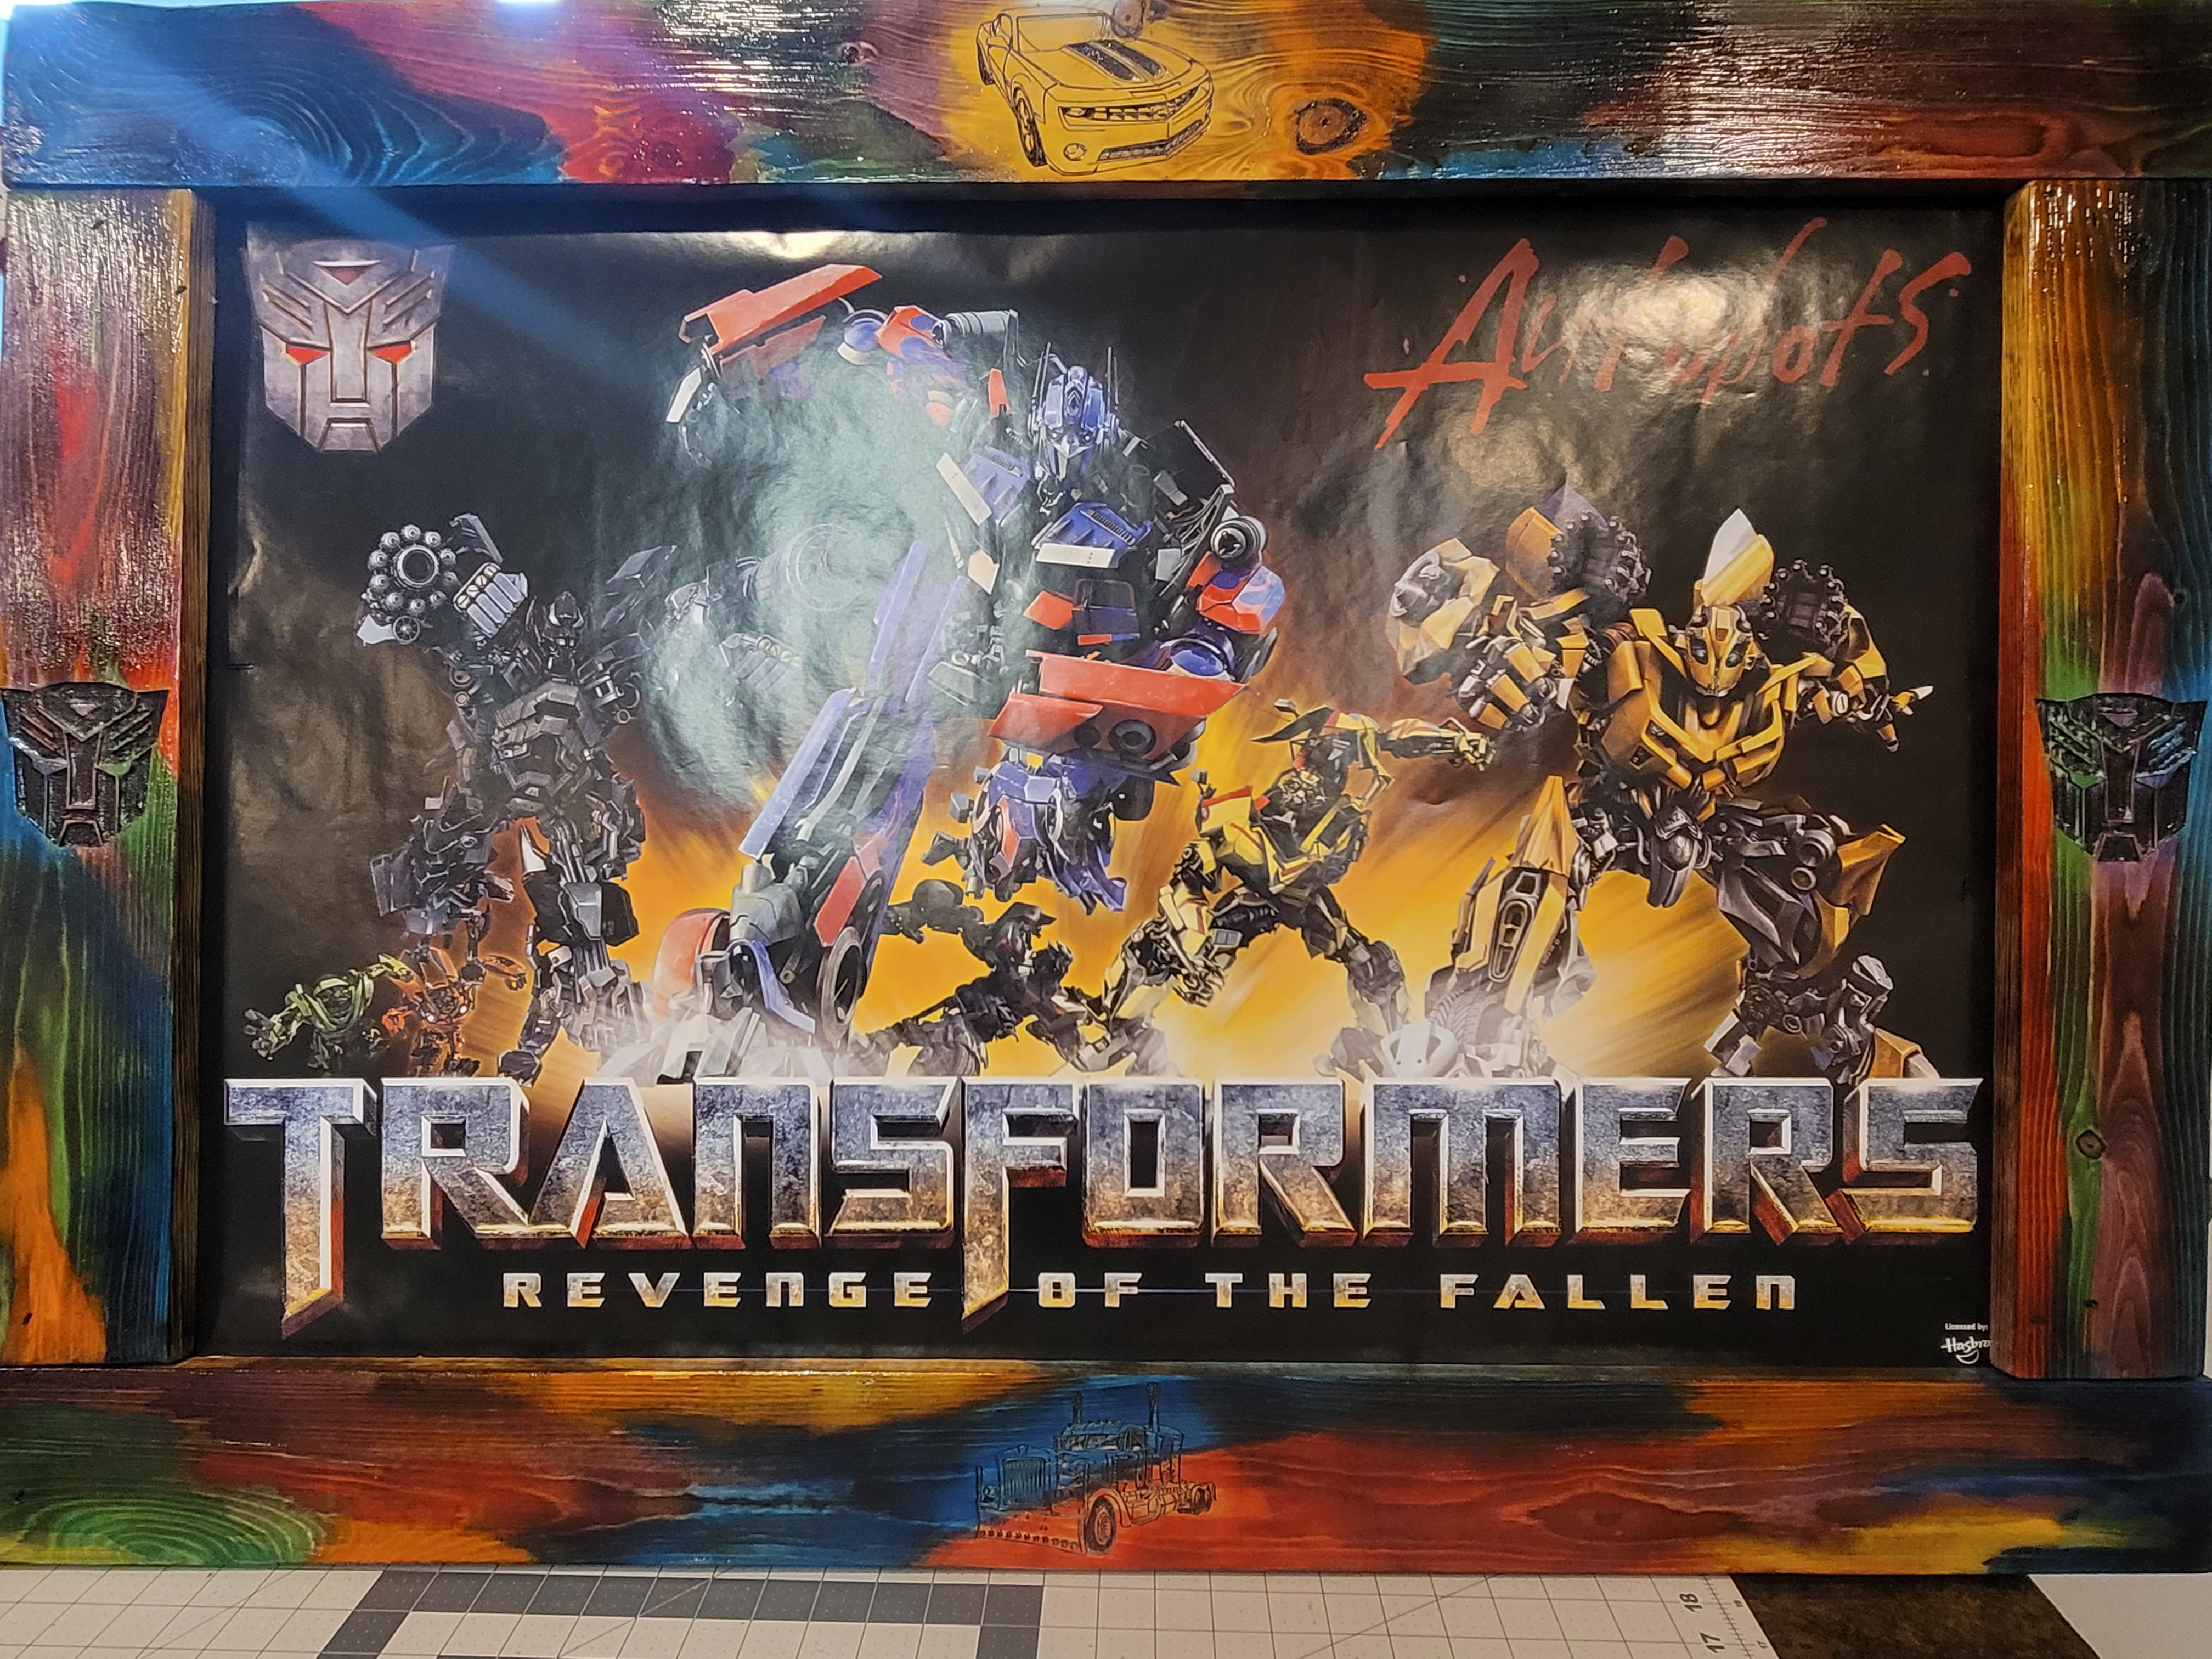 Autobots
TRANSFORMERS
REVENGE OF THE FALLEN
Licensed by:
Hasbro
18
17